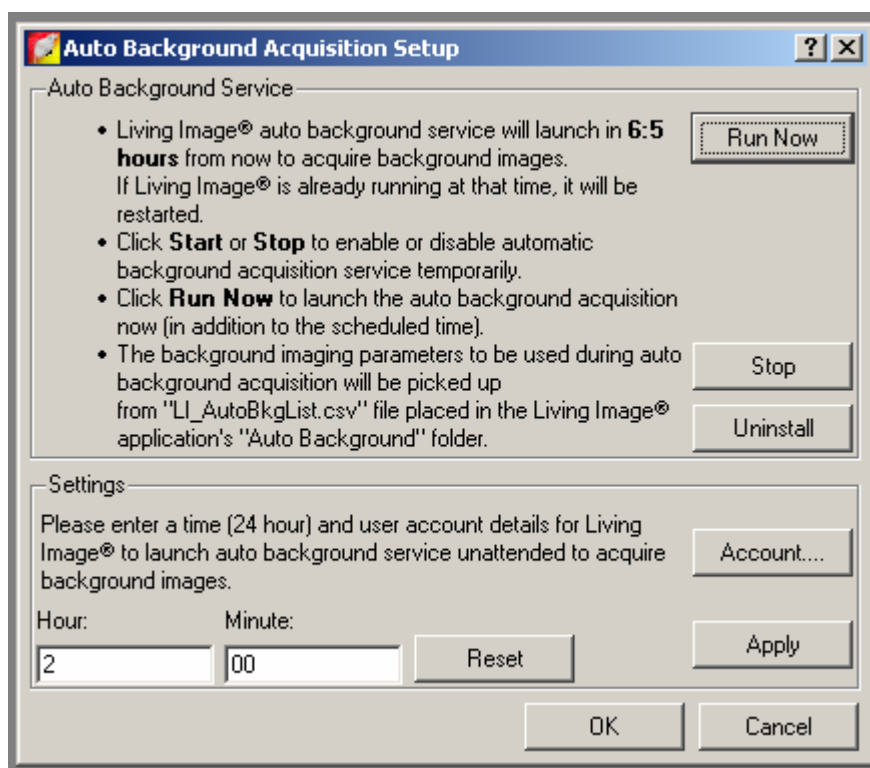 Auto Background Acquisition Setup
Auto Background Service
• Living Image® auto background service will launch in 6:5
hours from now to acquire background images.
If Living Image® is already running at that time, it will be
restarted.
• Click Start or Stop to enable or disable automatic
background acquisition service temporarily.
• Click Run Now to launch the auto background acquisition
now (in addition to the scheduled time).
• The background imaging parameters to be used during auto
background acquisition will be picked up
from "LI_AutoBkgList.csv" file placed in the Living Image®
application's "Auto Background" folder.
Run Now
Stop
Uninstall
Settings
Please enter a time (24 hour) and user account details for Living
Image® to launch auto background service unattended to acquire
background images.
Account....
Hour:
Minute:
2
00
Reset
Apply
OK
Cancel